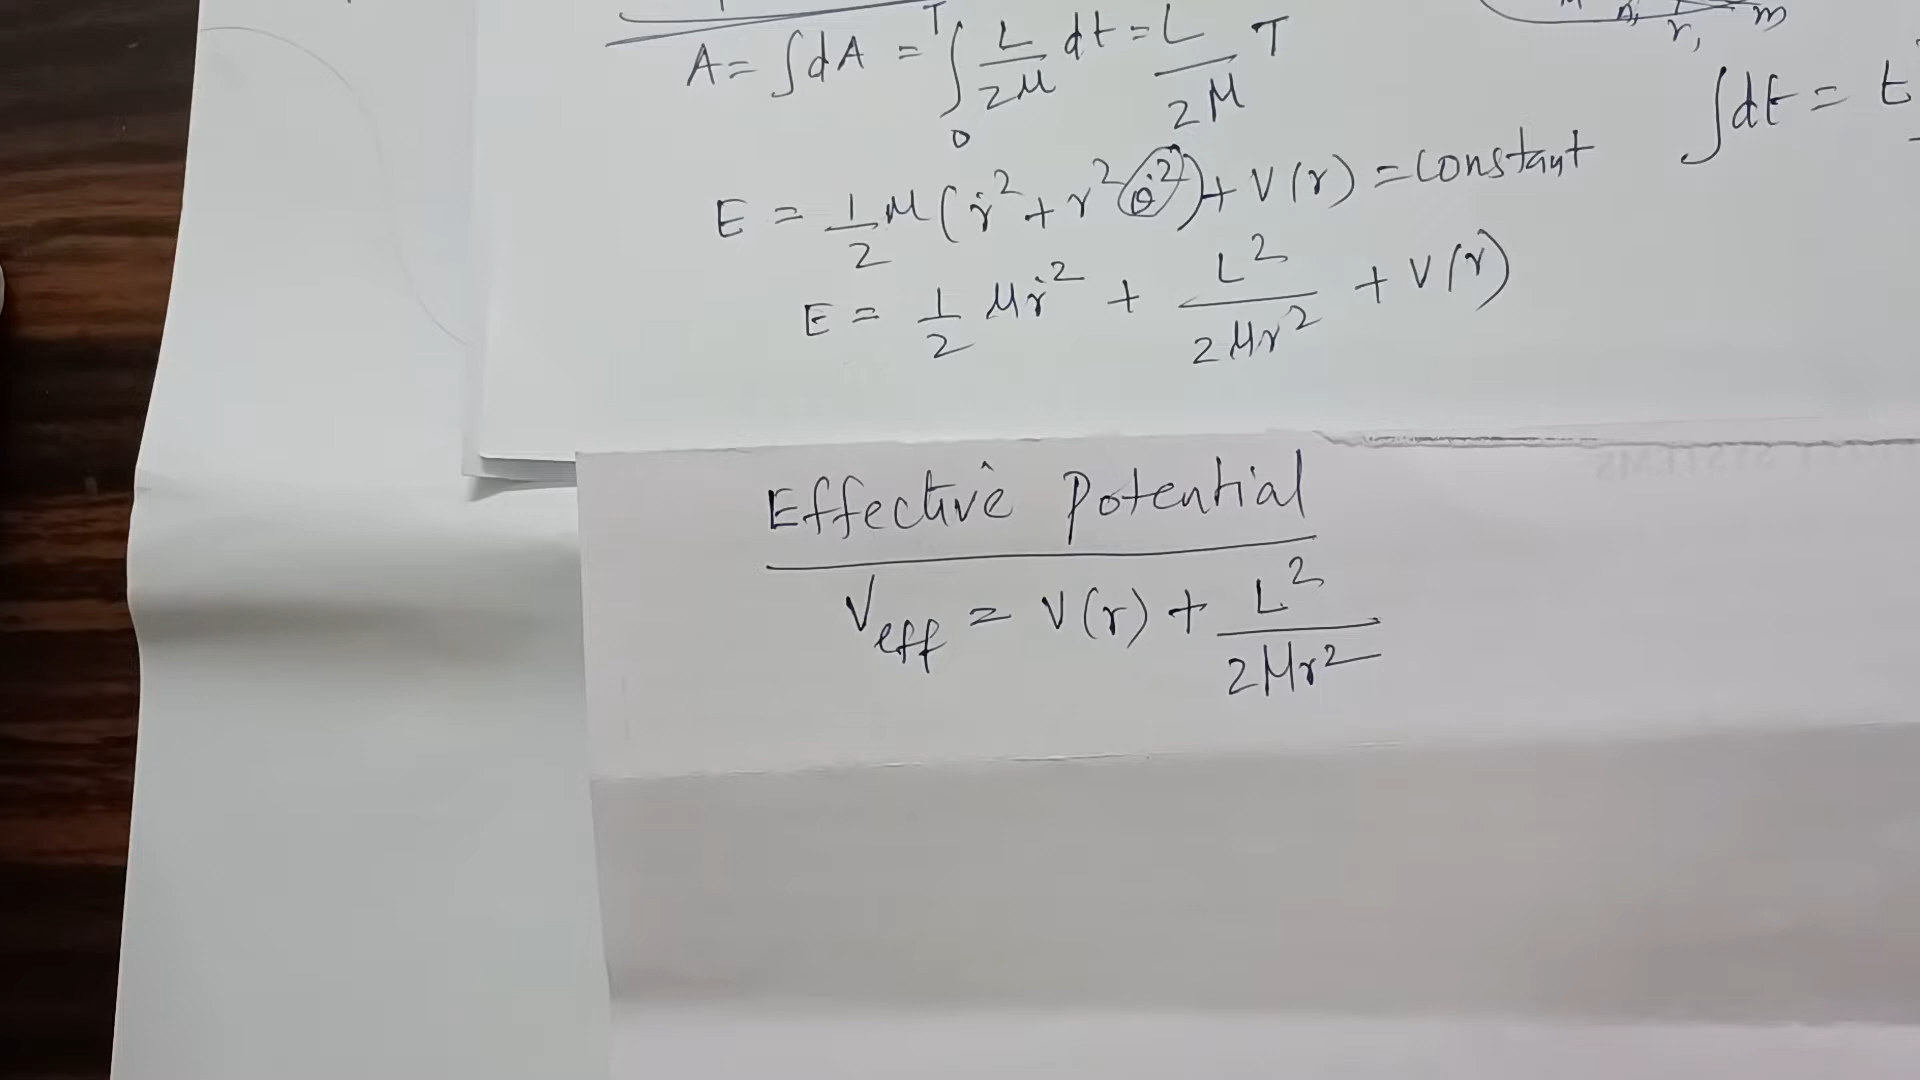 A = ∫dA = ∫₀ᵀ L/2μ dt = L/2μ T
r₁ m
∫dt = t
E = 1/2 μ(ṙ² + r²θ̇²) + V(r) = constant
E = 1/2 μṙ² + L²/2μr² + V(r)
Effective Potential
V_eff = V(r) + L²/2μr²